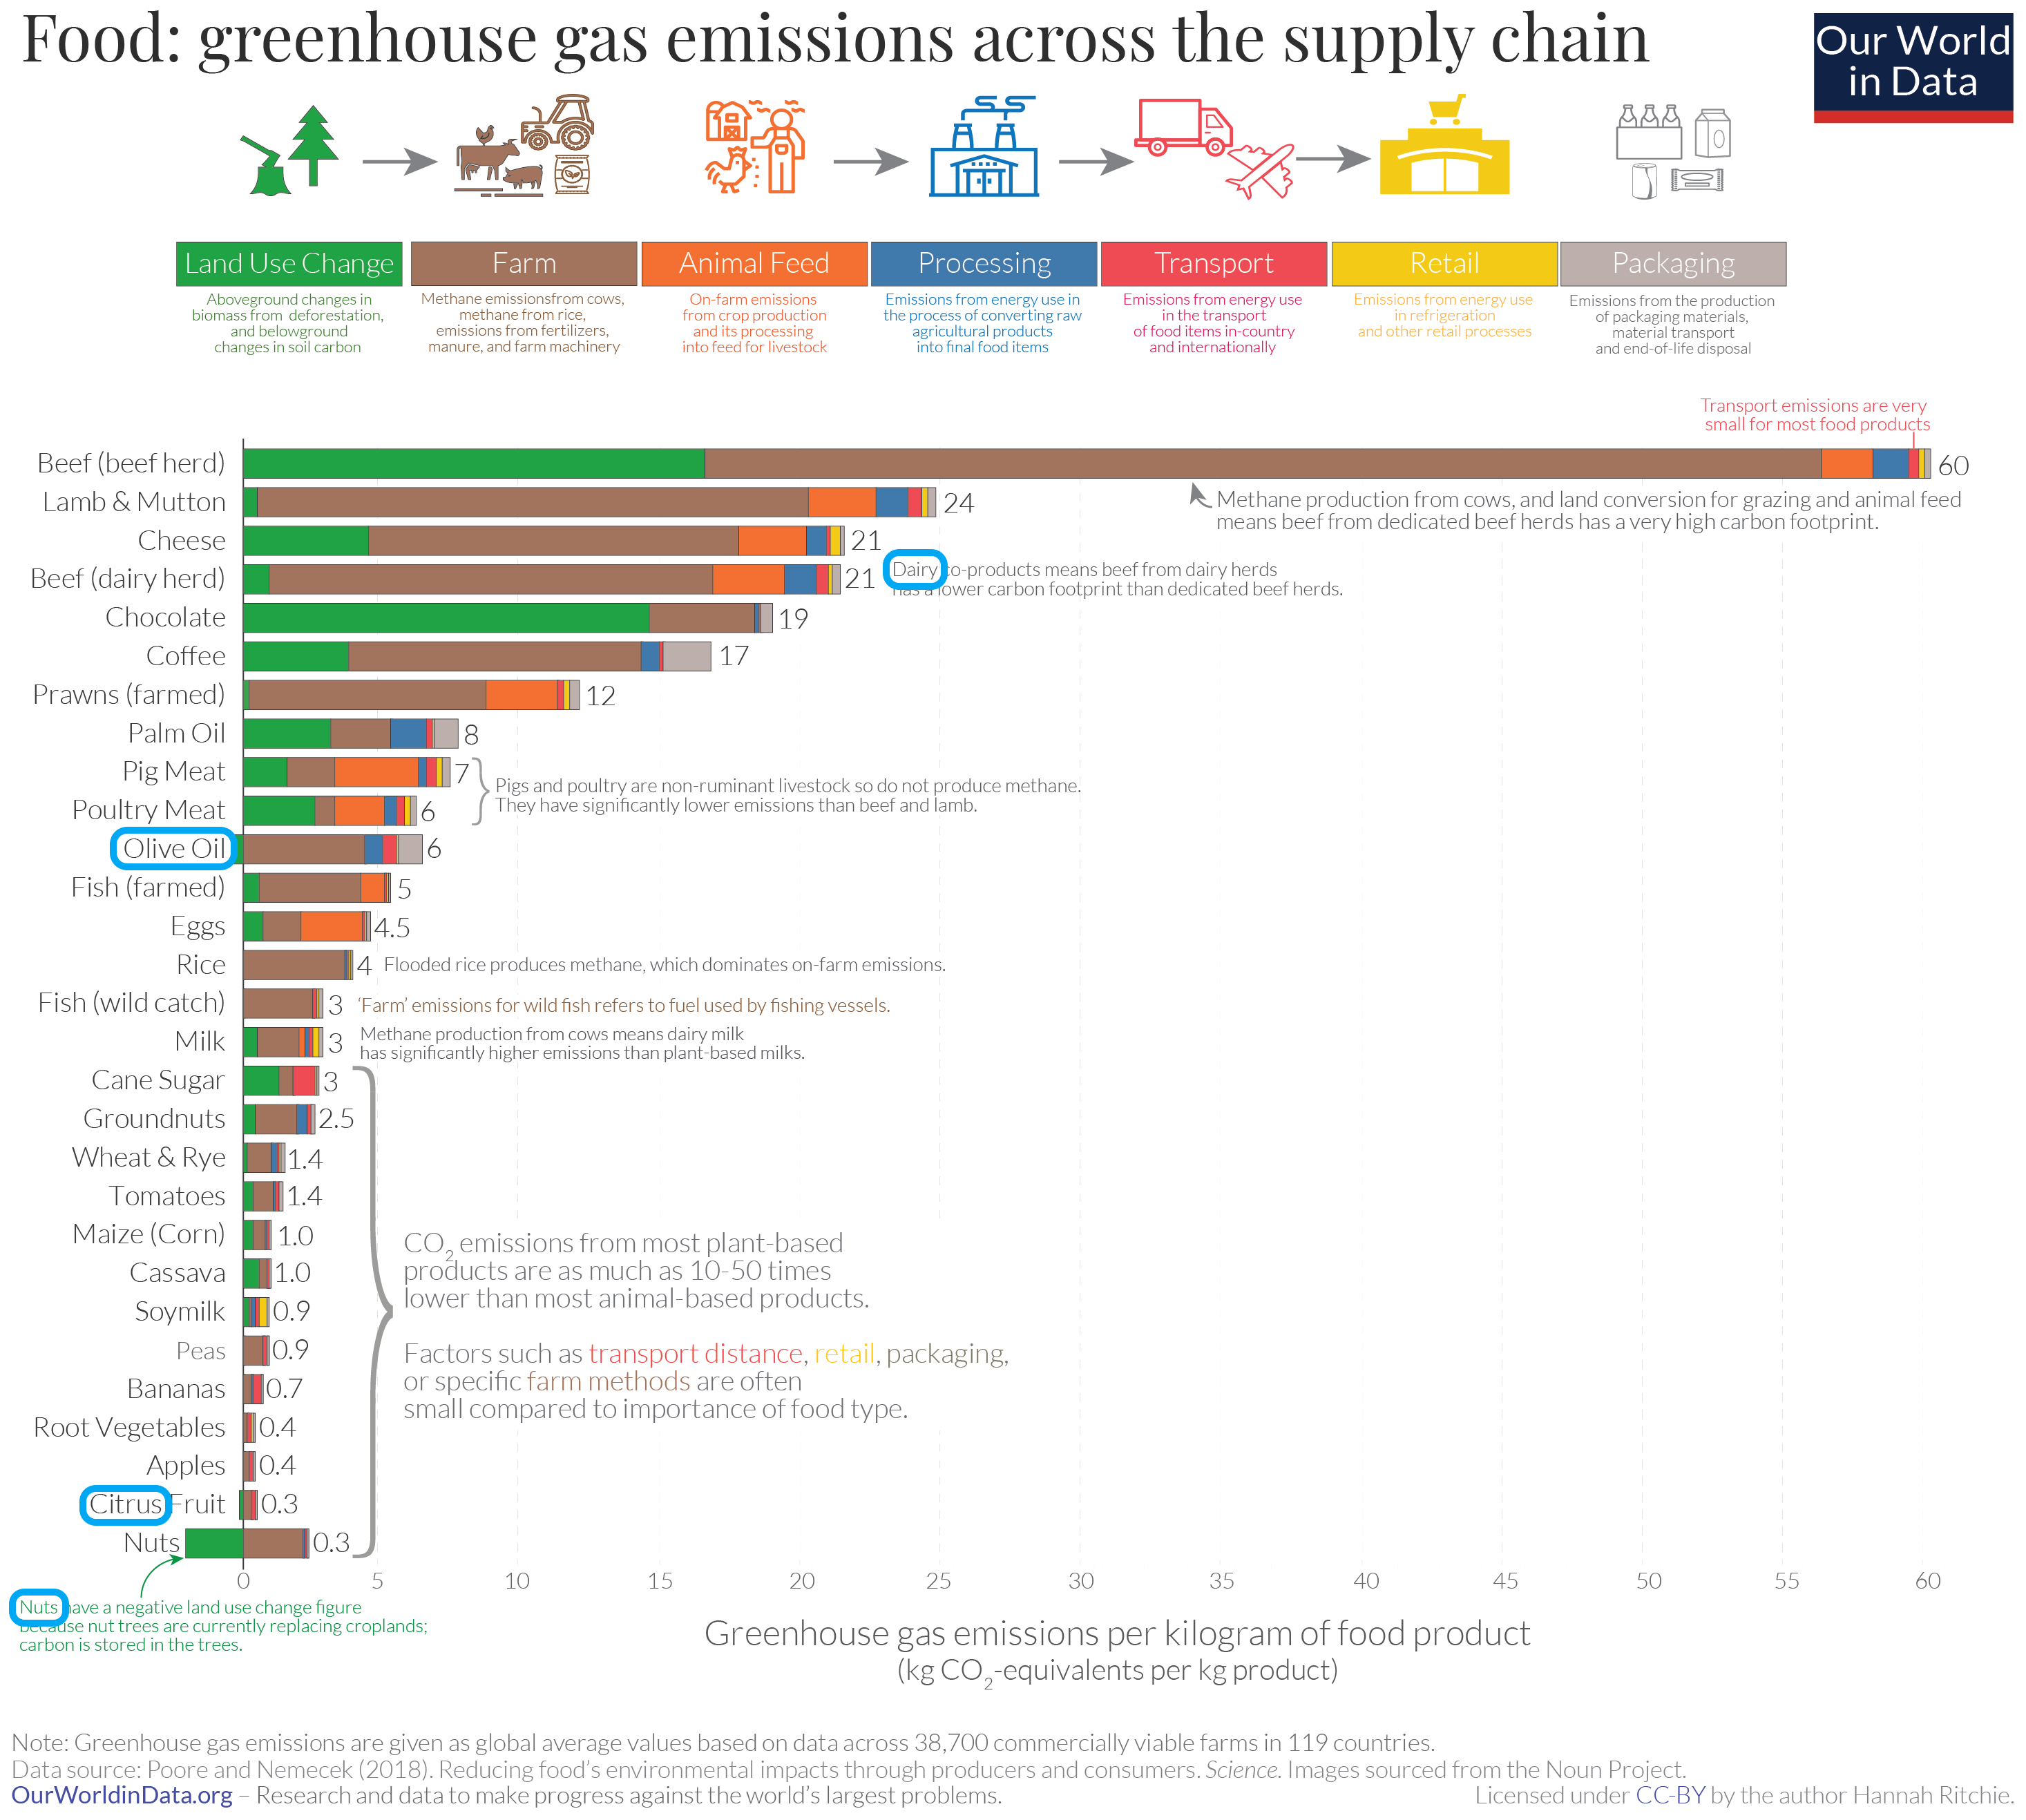 Food: greenhouse gas emissions across the supply chain
Our World
in Data
Land Use Change
Aboveground changes in
biomass from deforestation,
and belowground
changes in soil carbon
Farm
Methane emissionsfrom cows,
methane from rice,
emissions from fertilizers,
manure, and farm machinery
Animal Feed
On-farm emissions
from crop production
and its processing
into feed for livestock
Processing
Emissions from energy use in
the process of converting raw
agricultural products
into final food items
Transport
Emissions from energy use
in the transport
of food items in-country
and internationally
Retail
Emissions from energy use
in refrigeration
and other retail processes
Packaging
Emissions from the production
of packaging materials,
material transport
and end-of-life disposal
Transport emissions are very
small for most food products
Beef (beef herd) 60
Methane production from cows, and land conversion for grazing and animal feed
means beef from dedicated beef herds has a very high carbon footprint.
Lamb & Mutton 24
Cheese 21
Beef (dairy herd) 21
Dairy co-products means beef from dairy herds
has a lower carbon footprint than dedicated beef herds.
Chocolate 19
Coffee 17
Prawns (farmed) 12
Palm Oil 8
Pig Meat 7
Pigs and poultry are non-ruminant livestock so do not produce methane.
They have significantly lower emissions than beef and lamb.
Poultry Meat 6
Olive Oil 6
Fish (farmed) 5
Eggs 4.5
Rice 4 Flooded rice produces methane, which dominates on-farm emissions.
Fish (wild catch) 3 'Farm' emissions for wild fish refers to fuel used by fishing vessels.
Milk 3
Methane production from cows means dairy milk
has significantly higher emissions than plant-based milks.
Cane Sugar 3
Groundnuts 2.5
Wheat & Rye 1.4
Tomatoes 1.4
Maize (Corn) 1.0
Cassava 1.0
Soymilk 0.9
Peas 0.9
Bananas 0.7
Root Vegetables 0.4
Apples 0.4
Citrus Fruit 0.3
Nuts 0.3
CO2 emissions from most plant-based
products are as much as 10-50 times
lower than most animal-based products.
Factors such as transport distance, retail, packaging,
or specific farm methods are often
small compared to importance of food type.
0 5 10 15 20 25 30 35 40 45 50 55 60
Nuts have a negative land use change figure
because nut trees are currently replacing croplands;
carbon is stored in the trees.
Greenhouse gas emissions per kilogram of food product
(kg CO2-equivalents per kg product)
Note: Greenhouse gas emissions are given as global average values based on data across 38,700 commercially viable farms in 119 countries.
Data source: Poore and Nemecek (2018). Reducing food's environmental impacts through producers and consumers. Science. Images sourced from the Noun Project.
OurWorldinData.org – Research and data to make progress against the world's largest problems.
Licensed under CC-BY by the author Hannah Ritchie.